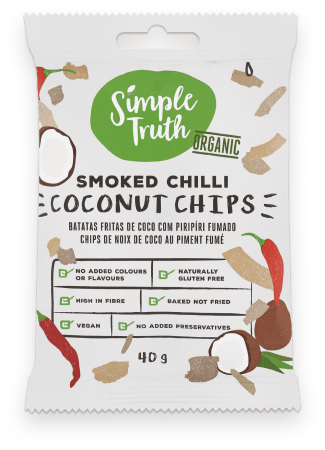 Simple
Truth
ORGANIC
SMOKED CHILLI
COCONUT CHIPS
BATATAS FRITAS DE COCO COM PIRIPÍRI FUMADO
CHIPS DE NOIX DE COCO AU PIMENT FUMÉ
NO ADDED COLOURS
OR FLAVOURS
NATURALLY
GLUTEN FREE
HIGH IN FIBRE
BAKED NOT FRIED
VEGAN
NO ADDED PRESERVATIVES
40 g